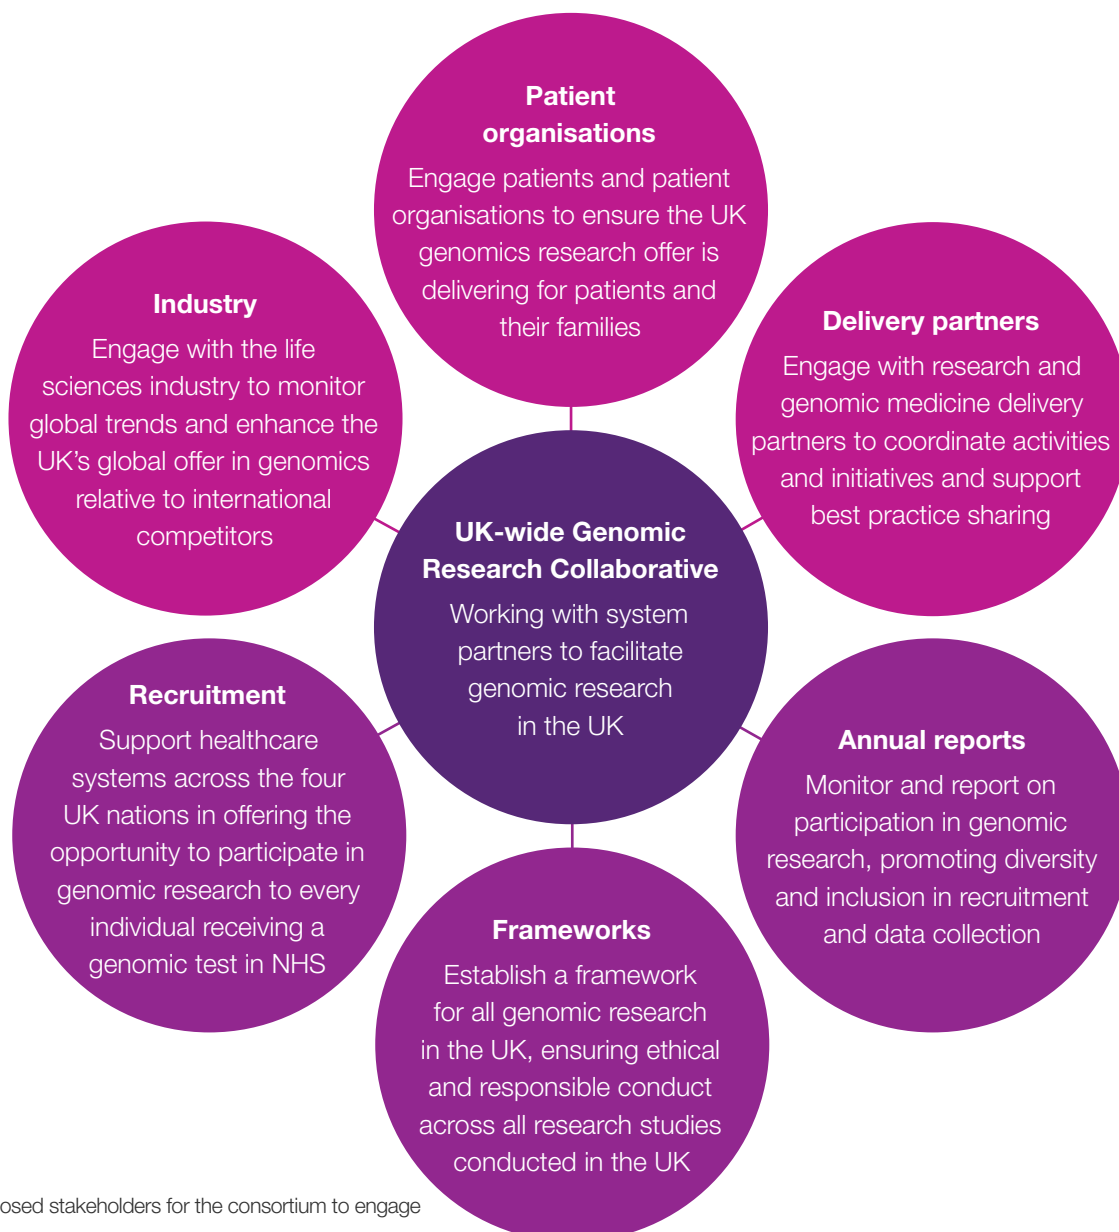 Patient
organisations
Engage patients and patient
organisations to ensure the UK
genomics research offer is
delivering for patients and
their families
Industry
Engage with the life
sciences industry to monitor
global trends and enhance the
UK’s global offer in genomics
relative to international
competitors
Delivery partners
Engage with research and
genomic medicine delivery
partners to coordinate activities
and initiatives and support
best practice sharing
UK-wide Genomic
Research Collaborative
Working with system
partners to facilitate
genomic research
in the UK
Recruitment
Support healthcare
systems across the four
UK nations in offering the
opportunity to participate in
genomic research to every
individual receiving a
genomic test in NHS
Annual reports
Monitor and report on
participation in genomic
research, promoting diversity
and inclusion in recruitment
and data collection
Frameworks
Establish a framework
for all genomic research
in the UK, ensuring ethical
and responsible conduct
across all research studies
conducted in the UK
osed stakeholders for the consortium to engage